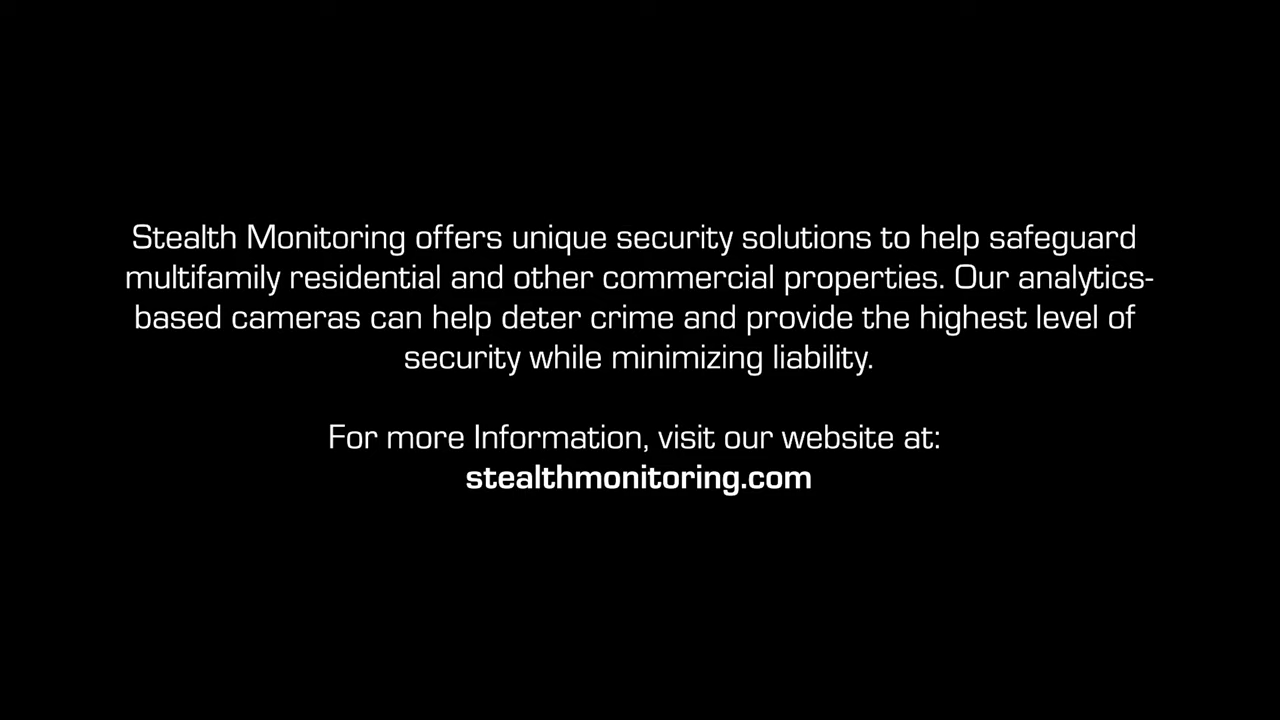 Stealth Monitoring offers unique security solutions to help safeguard
multifamily residential and other commercial properties. Our analytics-
based cameras can help deter crime and provide the highest level of
security while minimizing liability.
For more Information, visit our website at:
stealthmonitoring.com